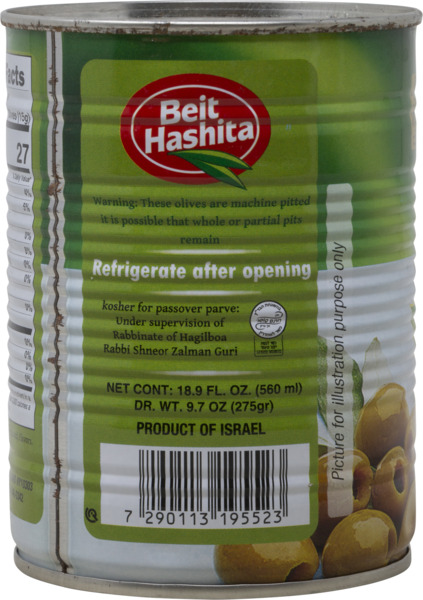 Facts
27
Beit
Hashita
Warning: These olives are machine pitted
it is possible that whole or partial pits
remain
Refrigerate after opening
kosher for passover parve:
Under supervision of
Rabbinate of Hagilboa
Rabbi Shneor Zalman Guri
NET CONT: 18.9 FL. OZ. (560 ml)
DR. WT. 9.7 OZ (275gr)
PRODUCT OF ISRAEL
7 290113 195523
Picture for illustration purpose only